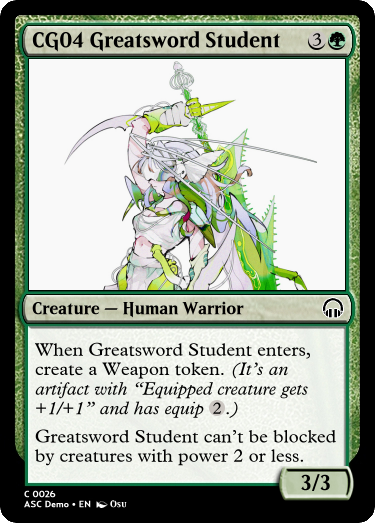 CG04 Greatsword Student 3
Creature — Human Warrior
When Greatsword Student enters,
create a Weapon token. (It's an
artifact with “Equipped creature gets
+1/+1” and has equip 2.)
Greatsword Student can't be blocked
by creatures with power 2 or less.
3/3
C 0026
ASC Demo • EN Osu